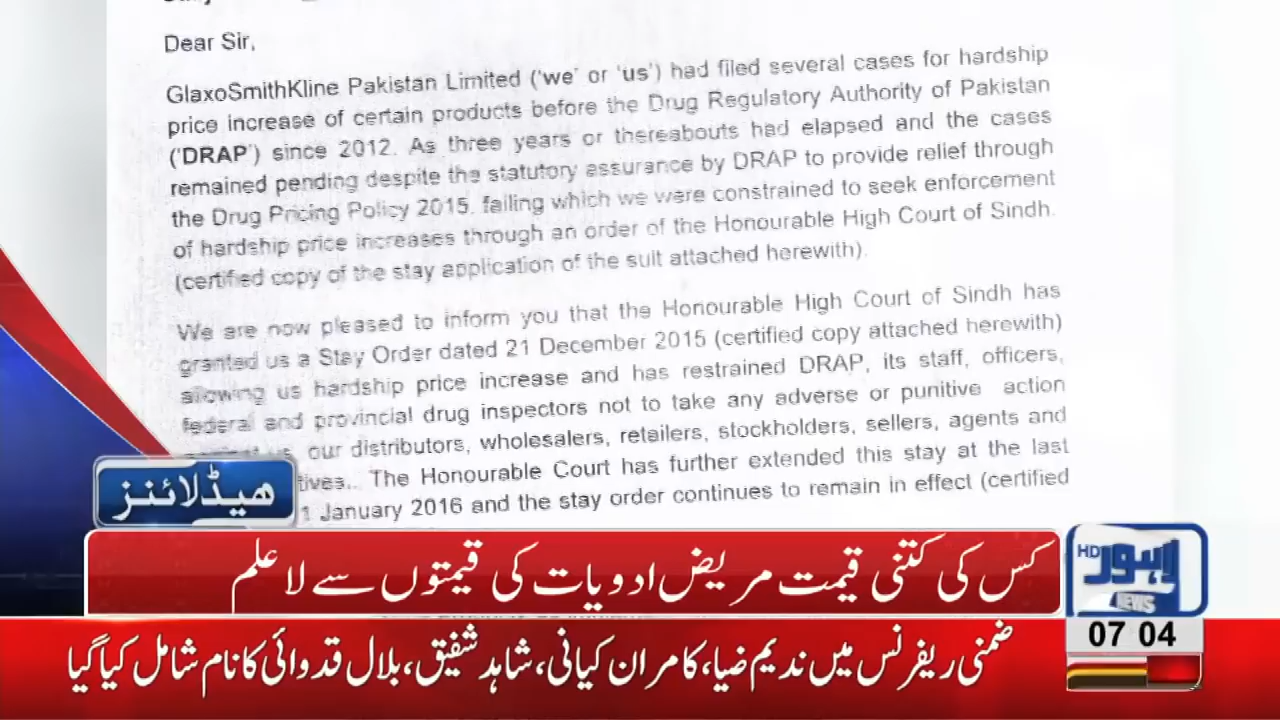 Dear Sir,
GlaxoSmithKline Pakistan Limited ('we' or 'us') had filed several cases for hardship
price increase of certain products before the Drug Regulatory Authority of Pakistan
('DRAP') since 2012. As three years or thereabouts had elapsed and the cases
remained pending despite the statutory assurance by DRAP to provide relief through
the Drug Pricing Policy 2015, failing which we were constrained to seek enforcement
of hardship price increases through an order of the Honourable High Court of Sindh.
(certified copy of the stay application of the suit attached herewith).
We are now pleased to inform you that the Honourable High Court of Sindh has
granted us a Stay Order dated 21 December 2015 (certified copy attached herewith)
allowing us hardship price increase and has restrained DRAP, its staff, officers,
federal and provincial drug inspectors not to take any adverse or punitive action
our distributors, wholesalers, retailers, stockholders, sellers, agents and
The Honourable Court has further extended this stay at the last
January 2016 and the stay order continues to remain in effect (certified
ہیڈلائنز
کس کی کتنی قیمت مریض ادویات کی قیمتوں سے لاعلم
HD لاہور
NEWS
07 04
ضمنی ریفرنس میں ندیم ضیا، کامران کیانی، شاہد شفیق، بلال قدوائی کا نام شامل کیا گیا